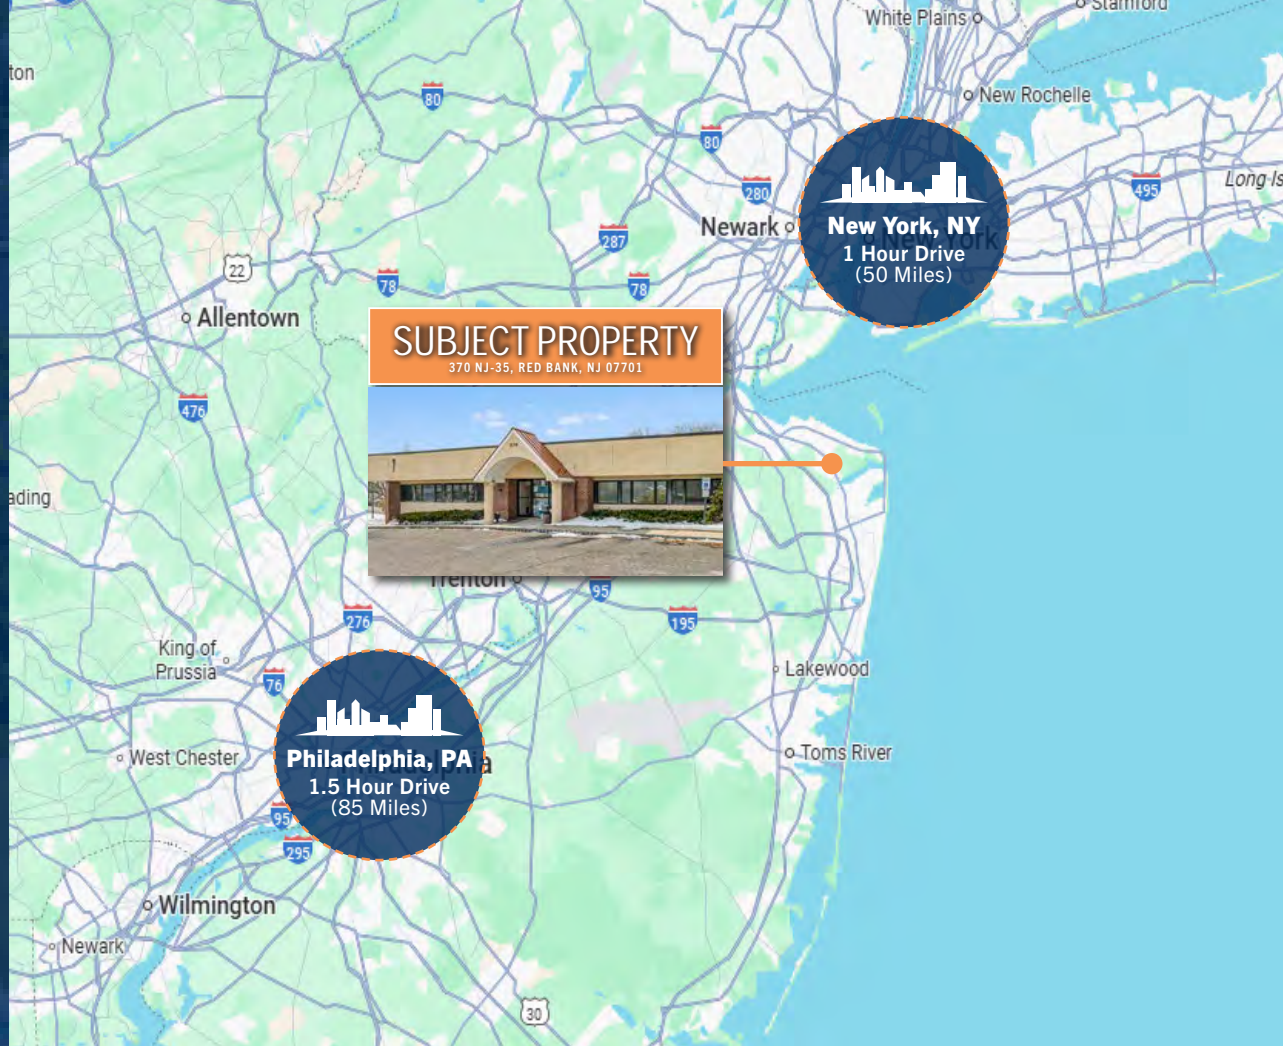 White Plains
Stamford
ton
80
New Rochelle
80
280
495
Long Is
Newark
New York, NY
1 Hour Drive
(50 Miles)
287
22
78
78
Allentown
SUBJECT PROPERTY
370 NJ-35, RED BANK, NJ 07701
476
ading
Trenton
95
276
195
King of
Prussia
76
Lakewood
West Chester
Philadelphia, PA
1.5 Hour Drive
(85 Miles)
Toms River
95
295
Wilmington
Newark
30